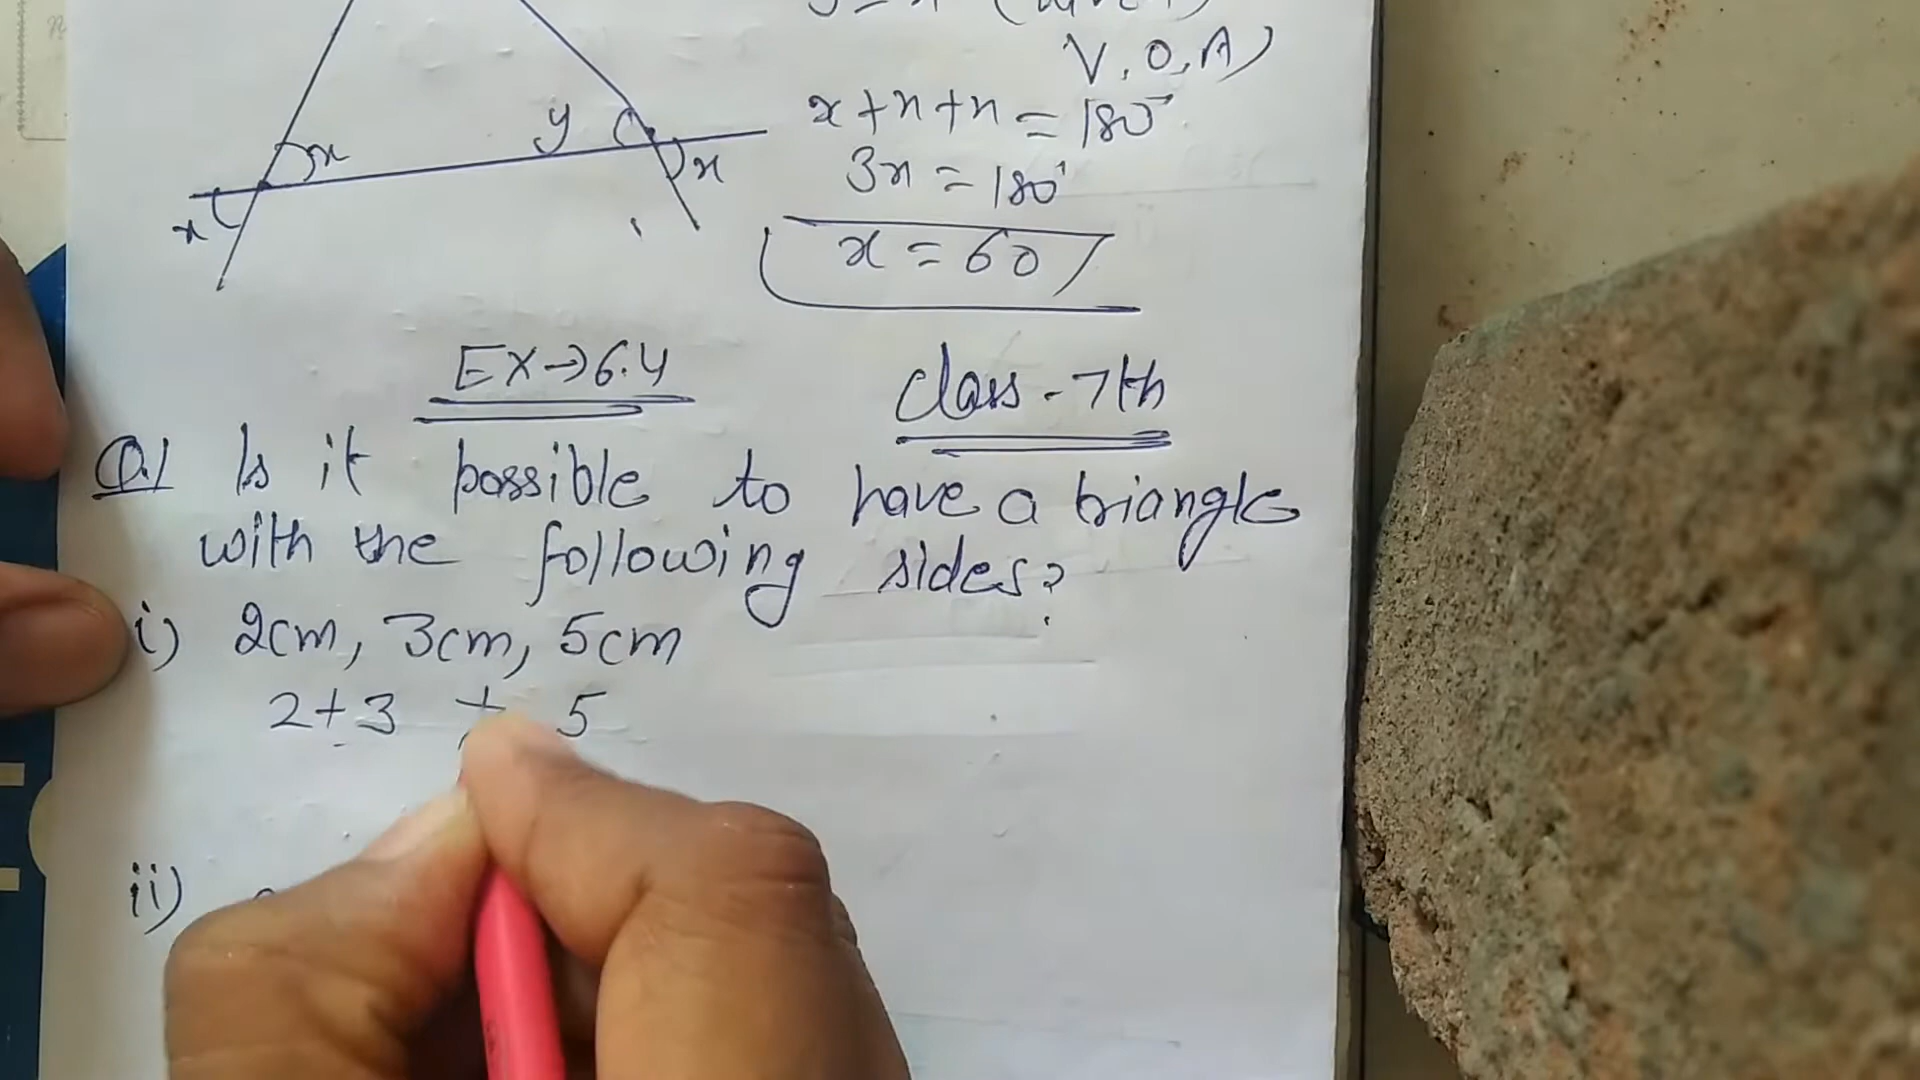 V.O.A)
x+x+x = 180°
3x = 180°
x = 60
y
x
x
x
Ex→6.4
Class-7th
Q.1 Is it possible to have a triangle
with the following sides?
i) 2cm, 3cm, 5cm
2+3 5
ii)